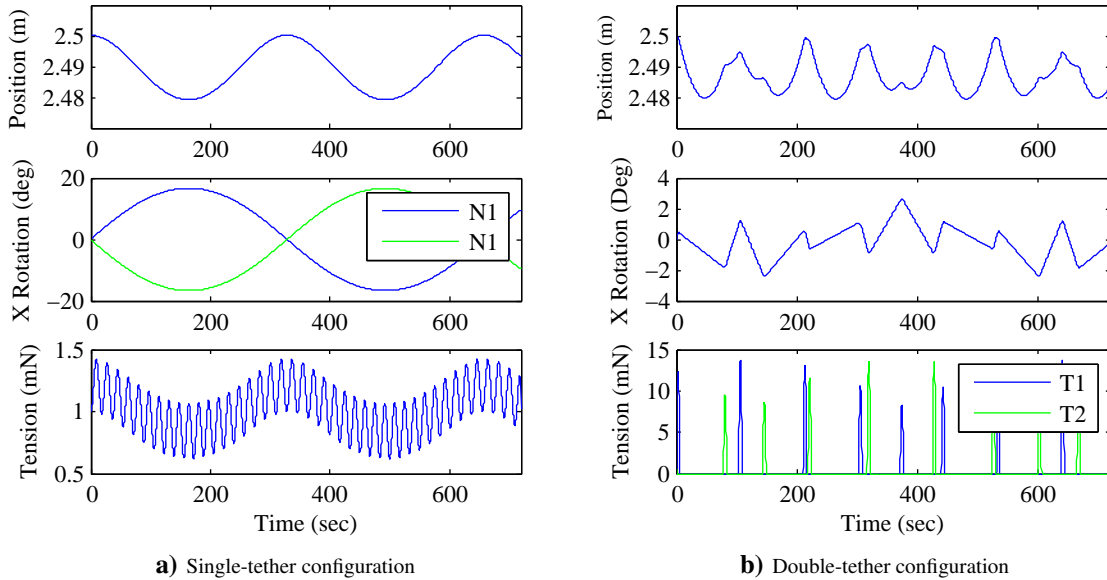 Position (m)
2.5
2.49
2.48
0 200 400 600
X Rotation (deg)
20
0
−20
N1
N1
0 200 400 600
Tension (mN)
1.5
1
0.5
0 200 400 600
Time (sec)
a) Single-tether configuration
Position (m)
2.5
2.49
2.48
0 200 400 600
X Rotation (Deg)
4
2
0
−2
−4
0 200 400 600
Tension (mN)
15
10
5
0
T1
T2
0 200 400 600
Time (sec)
b) Double-tether configuration